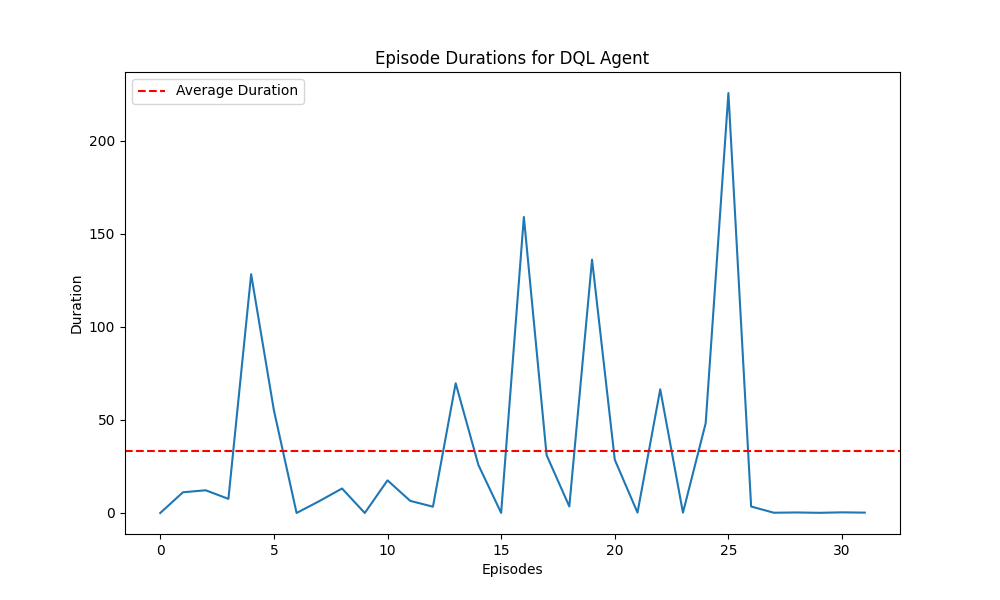 Episode Durations for DQL Agent
Average Duration
Duration
200
150
100
50
0
0 5 10 15 20 25 30
Episodes